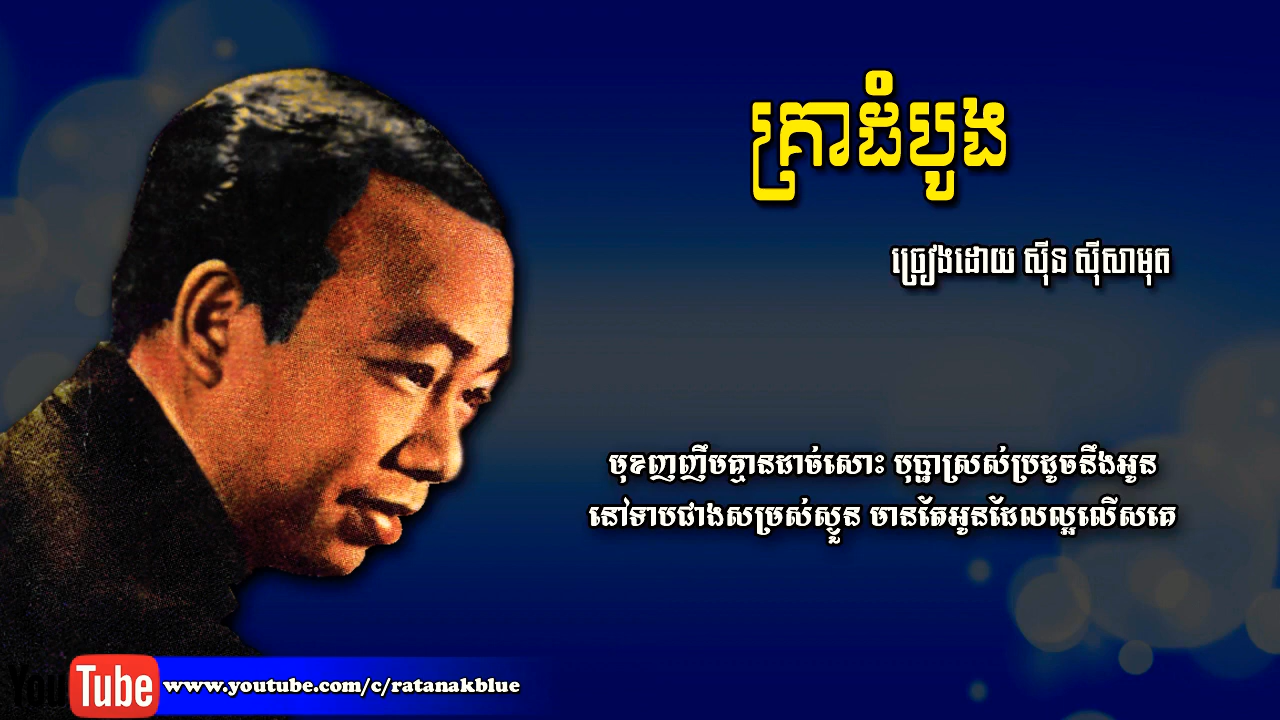 គ្រាដំបូង
ច្រៀងដោយ ស៊ីន ស៊ីសាមុត
មុខញញឹមគ្មានដាច់សោះ បុប្ផាស្រស់ប្រដូចនឹងអូន
នៅទាបជាងសម្រស់ស្ងួន មានតែអូនដែលល្អលើសគេ
YouTube
www.youtube.com/c/ratanakblue